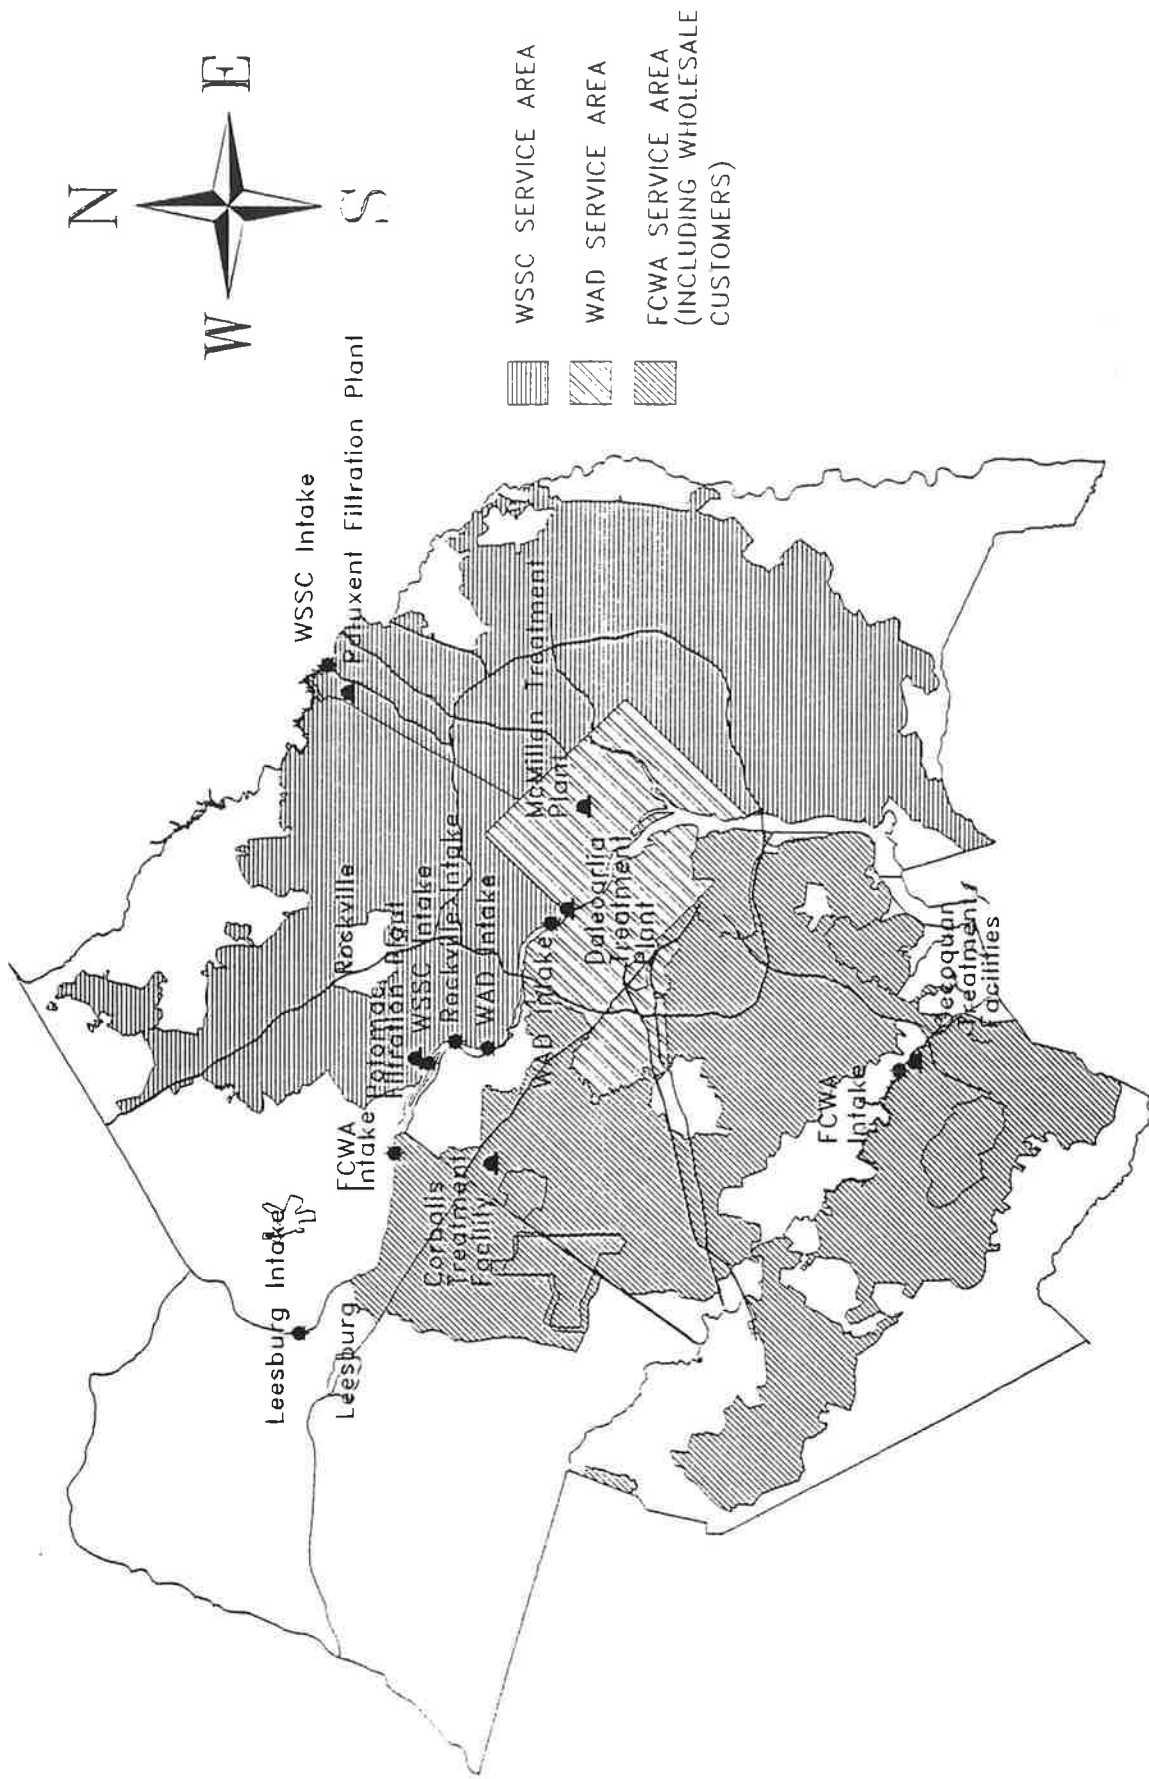 N
W
E
S
WSSC SERVICE AREA
WAD SERVICE AREA
FCWA SERVICE AREA
(INCLUDING WHOLESALE
CUSTOMERS)
WSSC Intake
Patuxent Filtration Plant
Rockville
Potomac
Filtration Plant
WSSC Intake
Rockville Intake
WAD Intake
McMillan Treatment
Plant
Leesburg Intake
Leesburg
FCWA
Intake
Corbalis
Treatment
Facility
WAD Intake
Dalecarlia
Treatment
Plant
FCWA
Intake
Occoquan
Treatment
Facilities